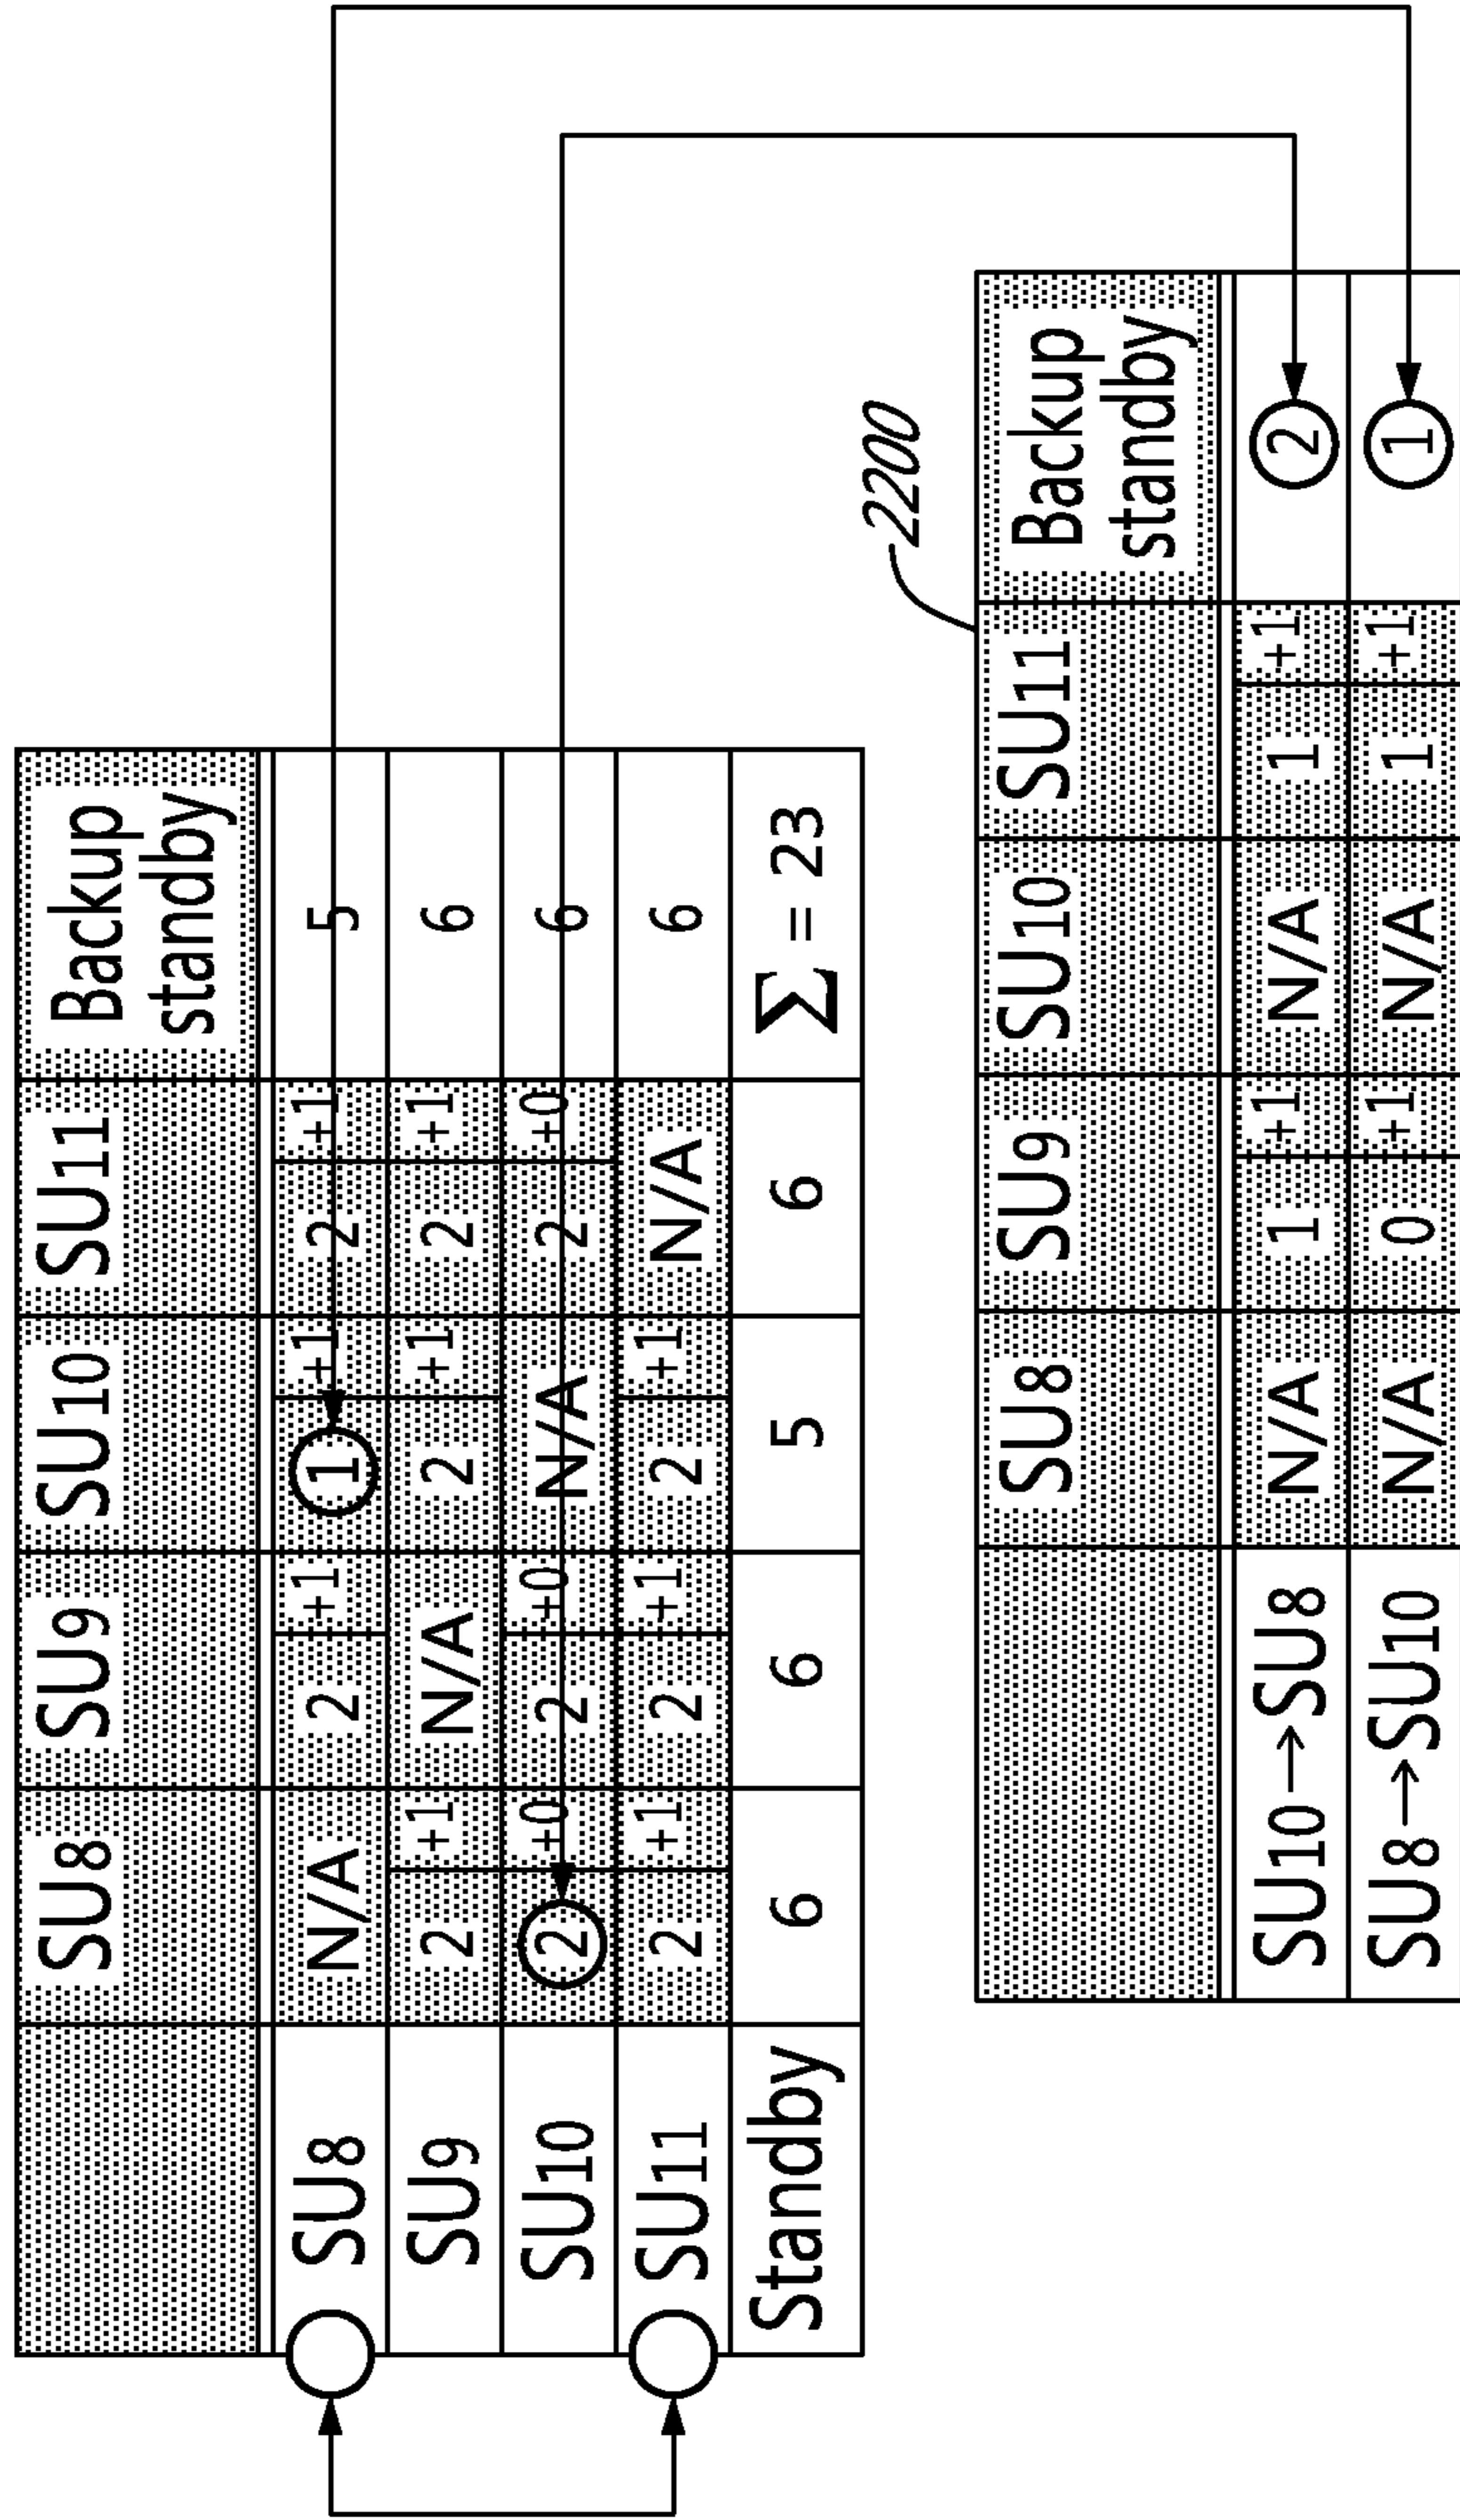 SU8 SU9 SU10 SU11 Backup
standby
SU8 N/A 2 +1 1 +1 2 +1 5
SU9 2 +1 N/A 2 +1 2 +1 6
SU10 2 +0 2 +0 N/A 2 +0 6
SU11 2 +1 2 +1 2 +1 N/A 6
Standby 6 6 5 6 Σ = 23
2200
SU8 SU9 SU10 SU11 Backup
standby
SU10→SU8 N/A 1 +1 N/A 1 +1 2
SU8→SU10 N/A 0 +1 N/A 1 +1 1